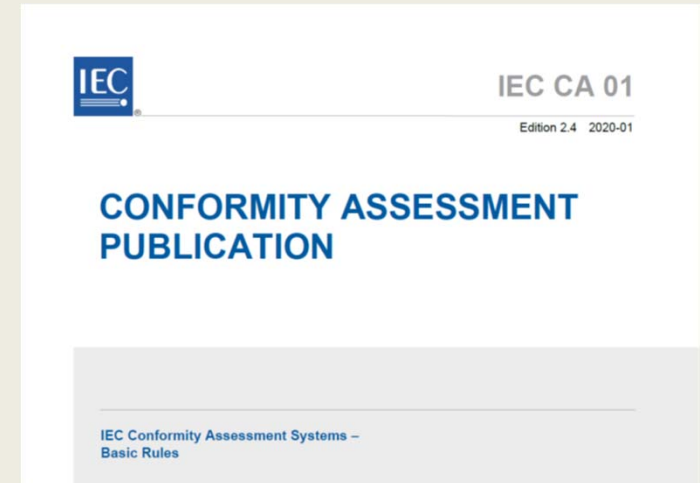 IEC
®
IEC CA 01
Edition 2.4 2020-01
CONFORMITY ASSESSMENT
PUBLICATION
IEC Conformity Assessment Systems –
Basic Rules